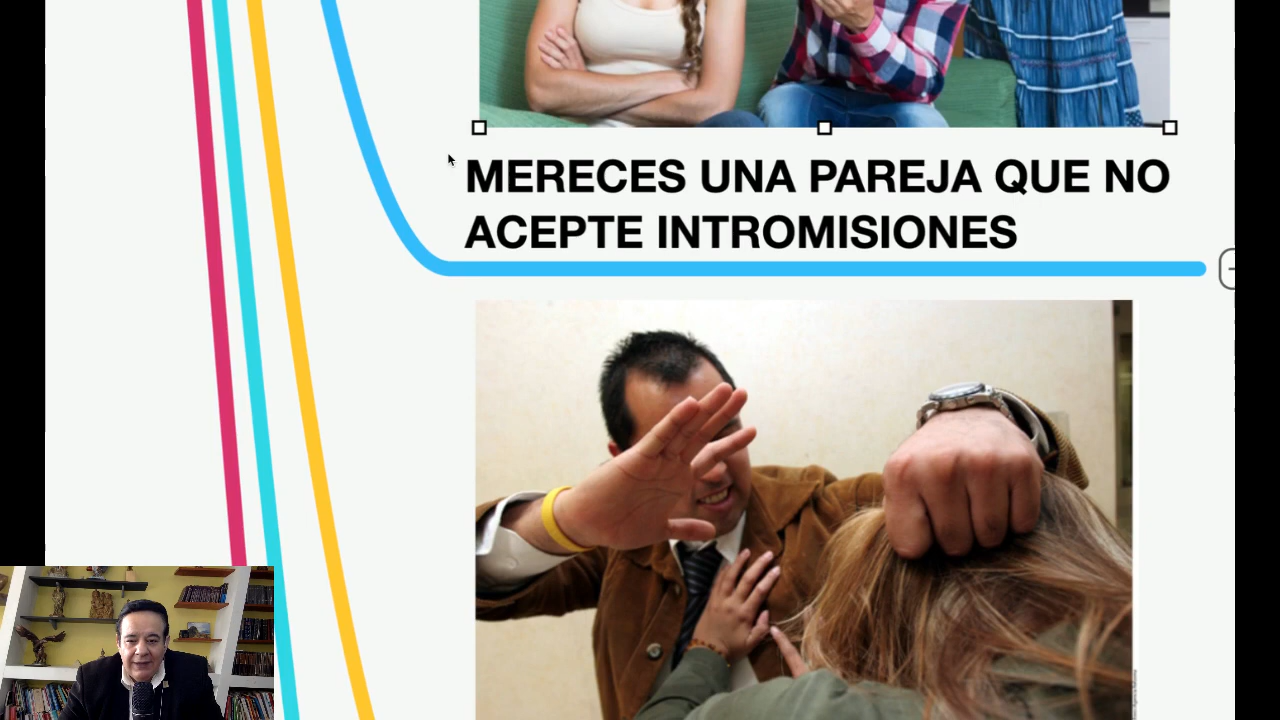 MERECES UNA PAREJA QUE NO
ACEPTE INTROMISIONES